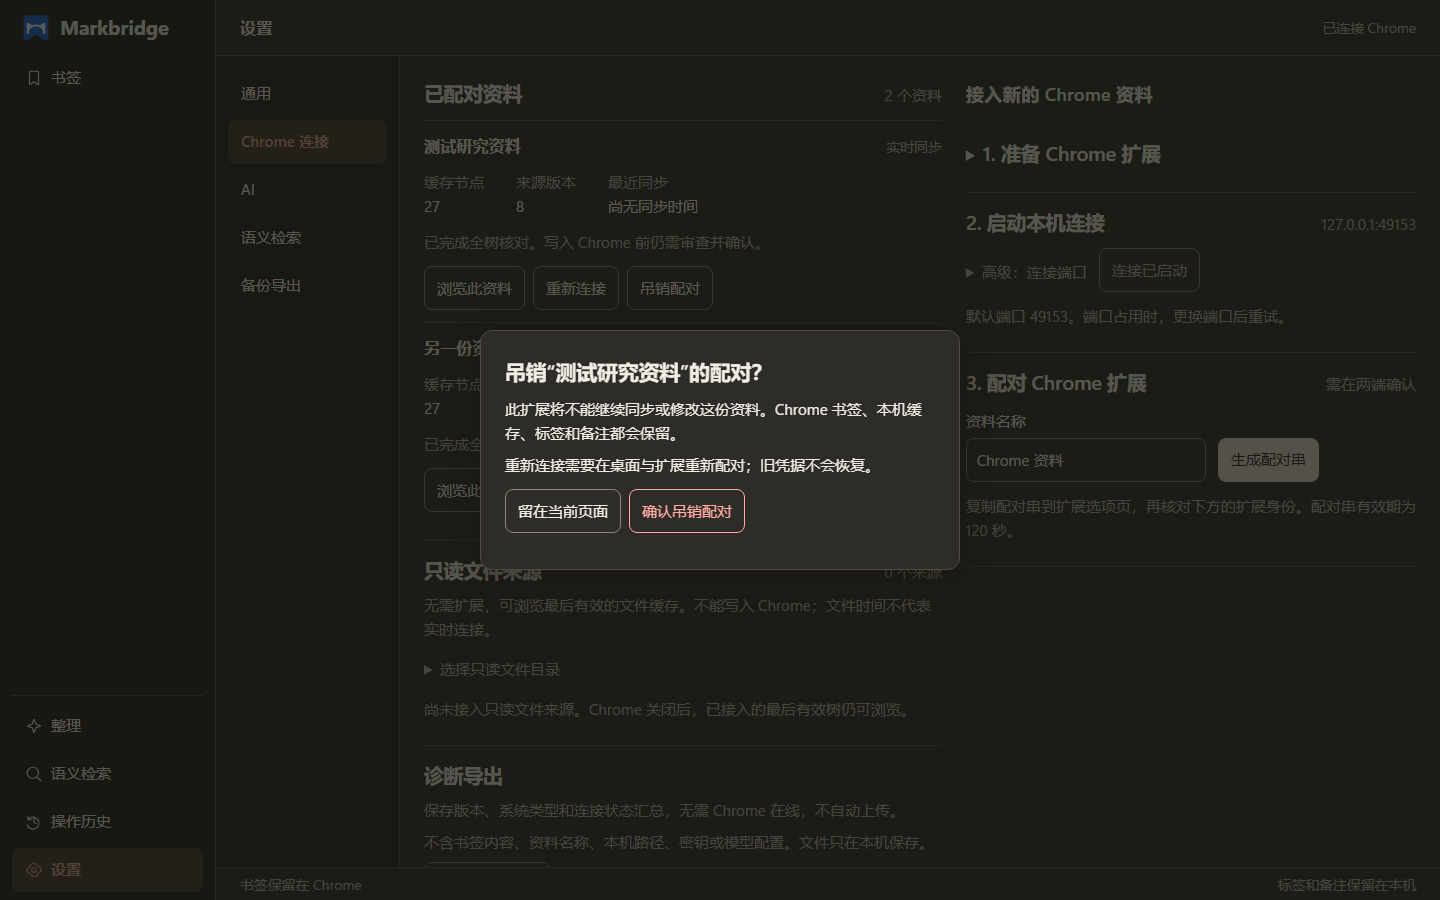 Markbridge
书签
整理
语义检索
操作历史
设置
设置
已连接 Chrome
通用
Chrome 连接
AI
语义检索
备份导出
已配对资料
2 个资料
测试研究资料
实时同步
缓存节点
来源版本
最近同步
27
8
尚无同步时间
已完成全树核对。写入 Chrome 前仍需审查并确认。
浏览此资料
重新连接
吊销配对
另一份资
缓存节点
27
已完成全
浏览此
吊销“测试研究资料”的配对？
此扩展将不能继续同步或修改这份资料。Chrome 书签、本机缓
存、标签和备注都会保留。
重新连接需要在桌面与扩展重新配对；旧凭据不会恢复。
留在当前页面
确认吊销配对
只读文件来源
0 个来源
无需扩展，可浏览最后有效的文件缓存。不能写入 Chrome；文件时间不代表
实时连接。
选择只读文件目录
尚未接入只读文件来源。Chrome 关闭后，已接入的最后有效树仍可浏览。
诊断导出
保存版本、系统类型和连接状态汇总，无需 Chrome 在线，不自动上传。
不含书签内容、资料名称、本机路径、密钥或模型配置。文件只在本机保存。
接入新的 Chrome 资料
1. 准备 Chrome 扩展
2. 启动本机连接
127.0.0.1:49153
高级：连接端口
连接已启动
默认端口 49153。端口占用时，更换端口后重试。
3. 配对 Chrome 扩展
需在两端确认
资料名称
Chrome 资料
生成配对串
复制配对串到扩展选项页，再核对下方的扩展身份。配对串有效期为
120 秒。
书签保留在 Chrome
标签和备注保留在本机